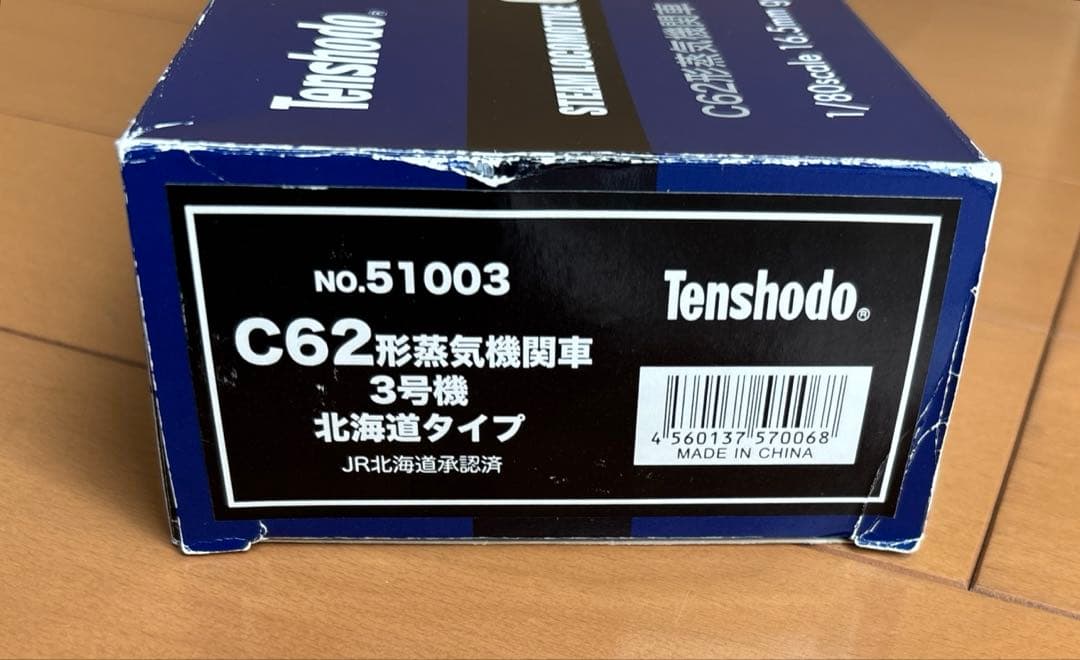 Tenshodo®
STEAM LOCOMOTIVE
C62形蒸気機関車
1/80scale 16.5mm
NO.51003
C62形蒸気機関車
3号機
北海道タイプ
JR北海道承認済
Tenshodo®
4 560137 570068
MADE IN CHINA